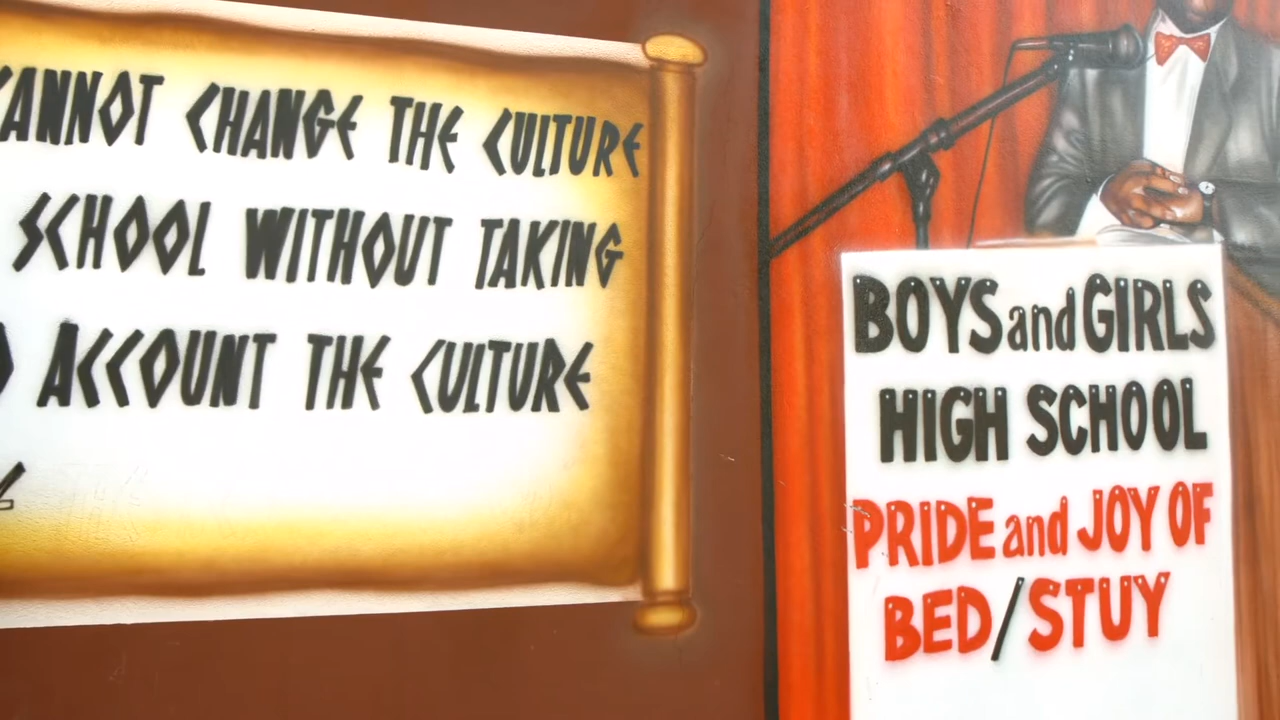 CANNOT CHANGE THE CULTURE
SCHOOL WITHOUT TAKING
ACCOUNT THE CULTURE
BOYS and GIRLS
HIGH SCHOOL
PRIDE and JOY OF
BED/STUY